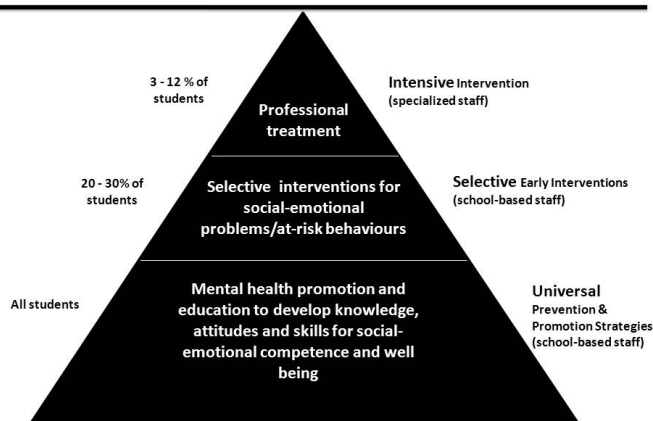 3 - 12 % of
students
Professional
treatment
Intensive Intervention
(specialized staff)
20 - 30% of
students
Selective interventions for
social-emotional
problems/at-risk behaviours
Selective Early Interventions
(school-based staff)
All students
Mental health promotion and
education to develop knowledge,
attitudes and skills for social-
emotional competence and well
being
Universal
Prevention &
Promotion Strategies
(school-based staff)